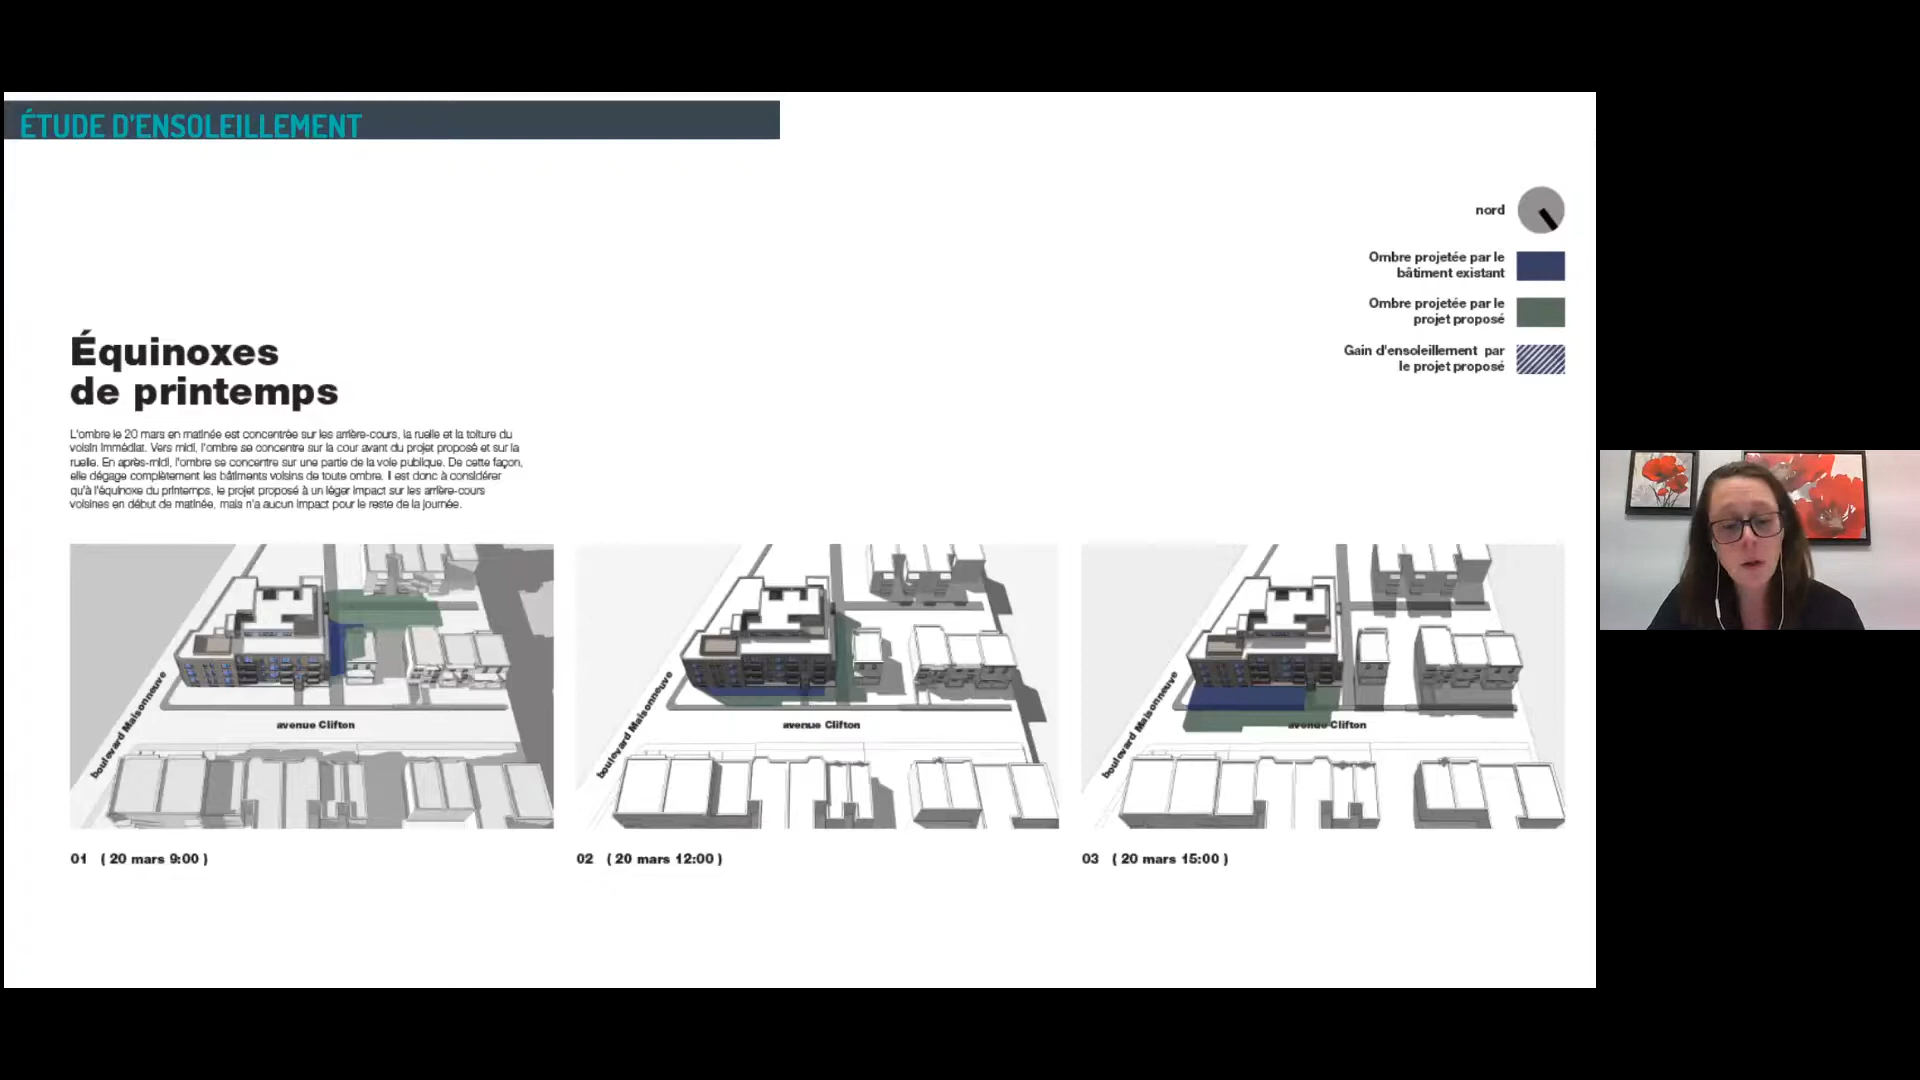 ÉTUDE D'ENSOLEILLEMENT
nord
Ombre projetée par le
bâtiment existant
Ombre projetée par le
projet proposé
Gain d'ensoleillement par
le projet proposé
Équinoxes
de printemps
L'ombre le 20 mars en matinée est concentrée sur les arrière-cours, la ruelle et la toiture du
voisin immédiat. Vers midi, l'ombre se concentre sur la cour avant du projet proposé et sur la
ruelle. En après-midi, l'ombre se concentre sur une partie de la voie publique. De cette façon,
elle dégage complètement les bâtiments voisins de toute ombre. Il est donc à considérer
qu'à l'équinoxe du printemps, le projet proposé à un léger impact sur les arrière-cours
voisines en début de matinée, mais n'a aucun impact pour le reste de la journée.
boulevard Maisonneuve
avenue Clifton
boulevard Maisonneuve
avenue Clifton
boulevard Maisonneuve
avenue Clifton
01 ( 20 mars 9:00 )
02 ( 20 mars 12:00 )
03 ( 20 mars 15:00 )